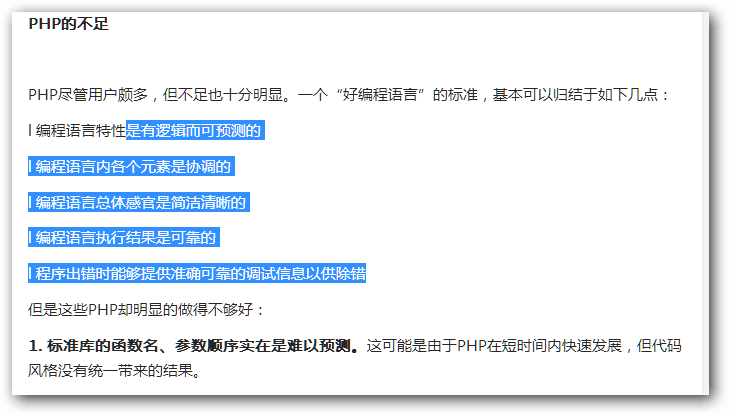 PHP的不足
PHP尽管用户颇多，但不足也十分明显。一个“好编程语言”的标准，基本可以归结于如下几点：
l 编程语言特性是有逻辑而可预测的
l 编程语言内各个元素是协调的
l 编程语言总体感官是简洁清晰的
l 编程语言执行结果是可靠的
l 程序出错时能够提供准确可靠的调试信息以供除错
但是这些PHP却明显的做得不够好：
1. 标准库的函数名、参数顺序实在是难以预测。这可能是由于PHP在短时间内快速发展，但代码
风格没有统一带来的结果。